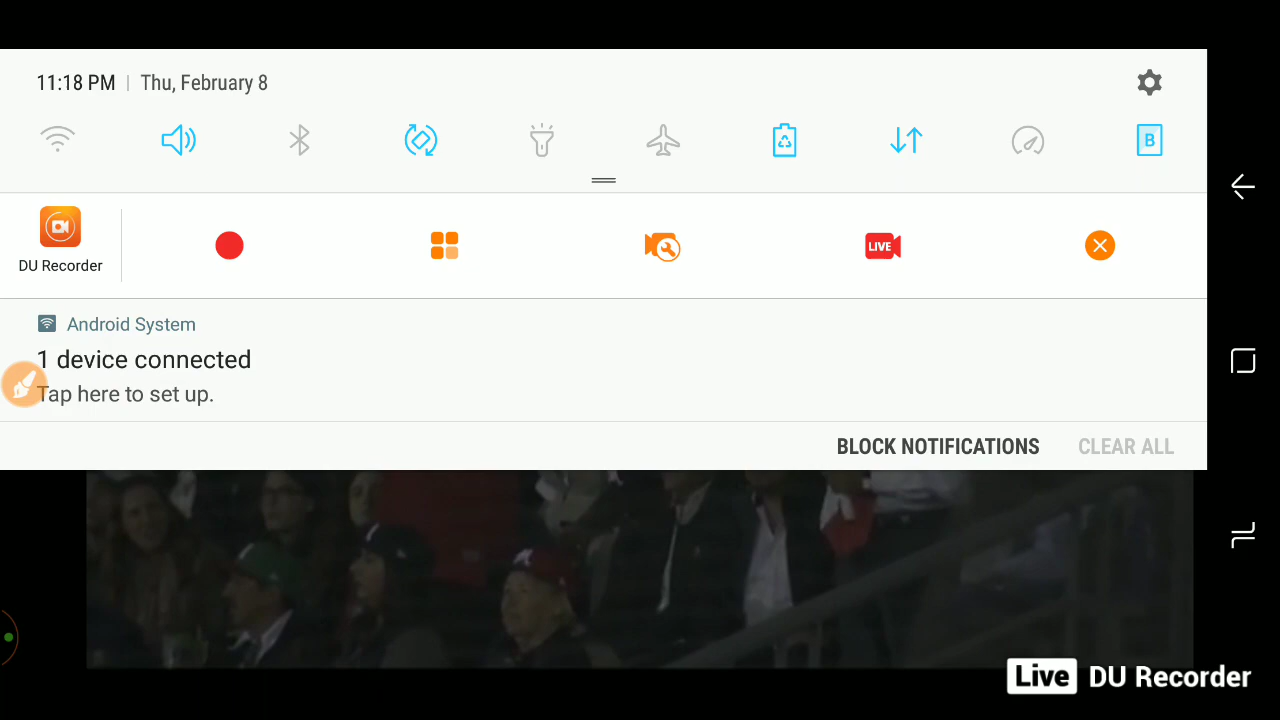 11:18 PM | Thu, February 8
B
DU Recorder
LIVE
Android System
1 device connected
Tap here to set up.
BLOCK NOTIFICATIONS CLEAR ALL
Live DU Recorder